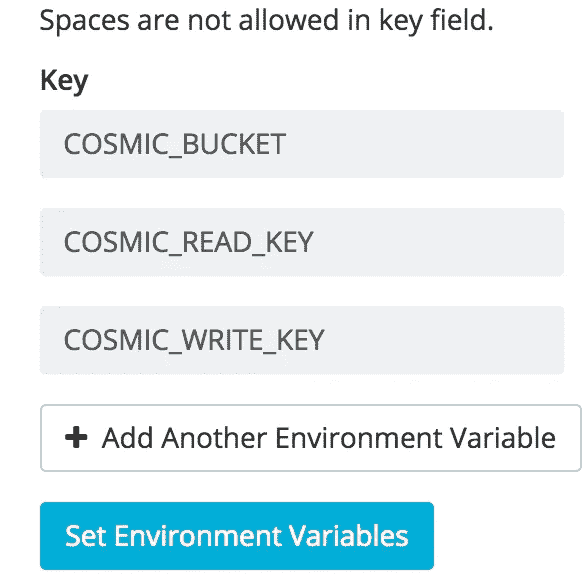 Spaces are not allowed in key field.
Key
COSMIC_BUCKET
COSMIC_READ_KEY
COSMIC_WRITE_KEY
+ Add Another Environment Variable
Set Environment Variables